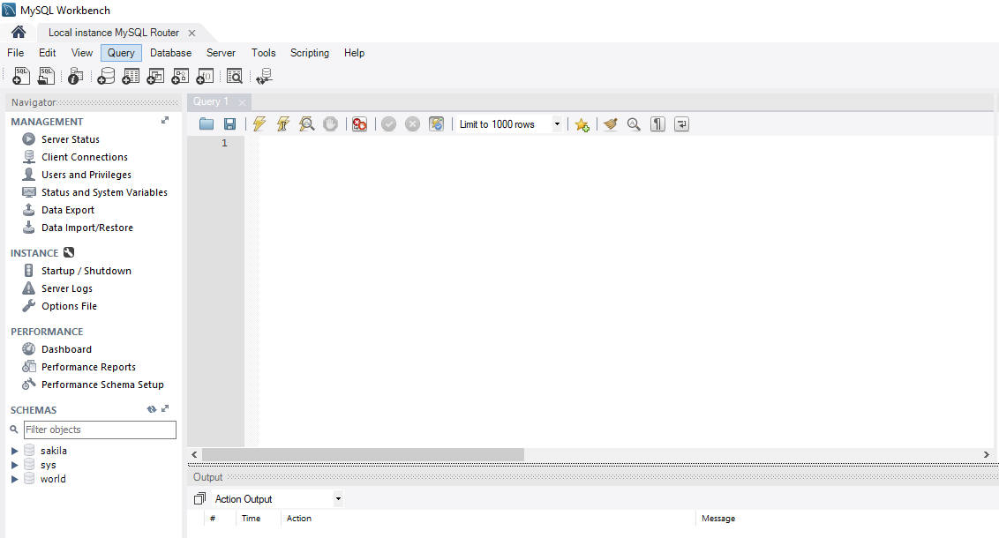 MySQL Workbench
Local instance MySQL Router
File Edit View Query Database Server Tools Scripting Help
Navigator
Query 1
MANAGEMENT
Server Status
Client Connections
Users and Privileges
Status and System Variables
Data Export
Data Import/Restore
INSTANCE
Startup / Shutdown
Server Logs
Options File
PERFORMANCE
Dashboard
Performance Reports
Performance Schema Setup
SCHEMAS
Filter objects
sakila
sys
world
Limit to 1000 rows
1
Output
Action Output
# Time Action Message